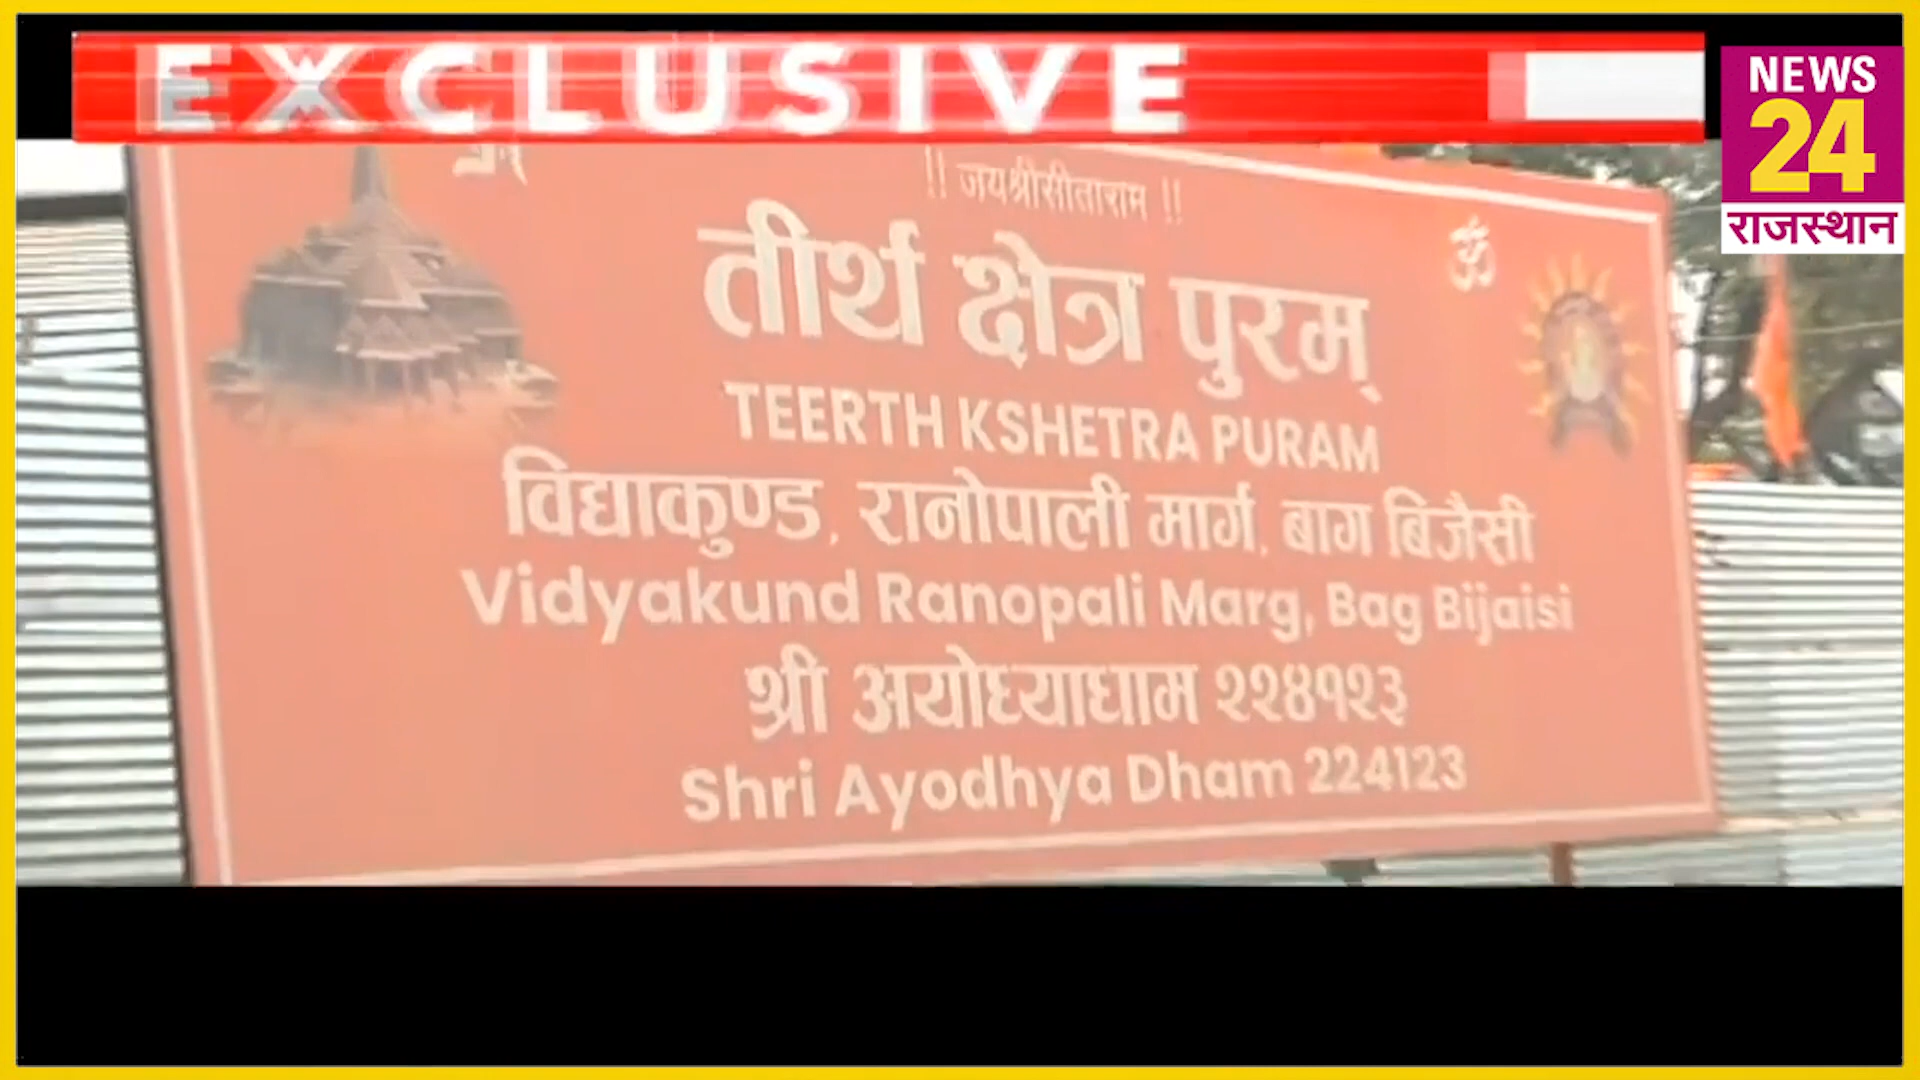 EXCLUSIVE
NEWS
24
राजस्थान
!! जयश्रीसीताराम !!
ॐ
तीर्थ क्षेत्र पुरम्
TEERTH KSHETRA PURAM
विद्याकुण्ड, रानोपाली मार्ग, बाग बिजैसी
Vidyakund Ranopali Marg, Bag Bijaisi
श्री अयोध्याधाम २२४१२३
Shri Ayodhya Dham 224123